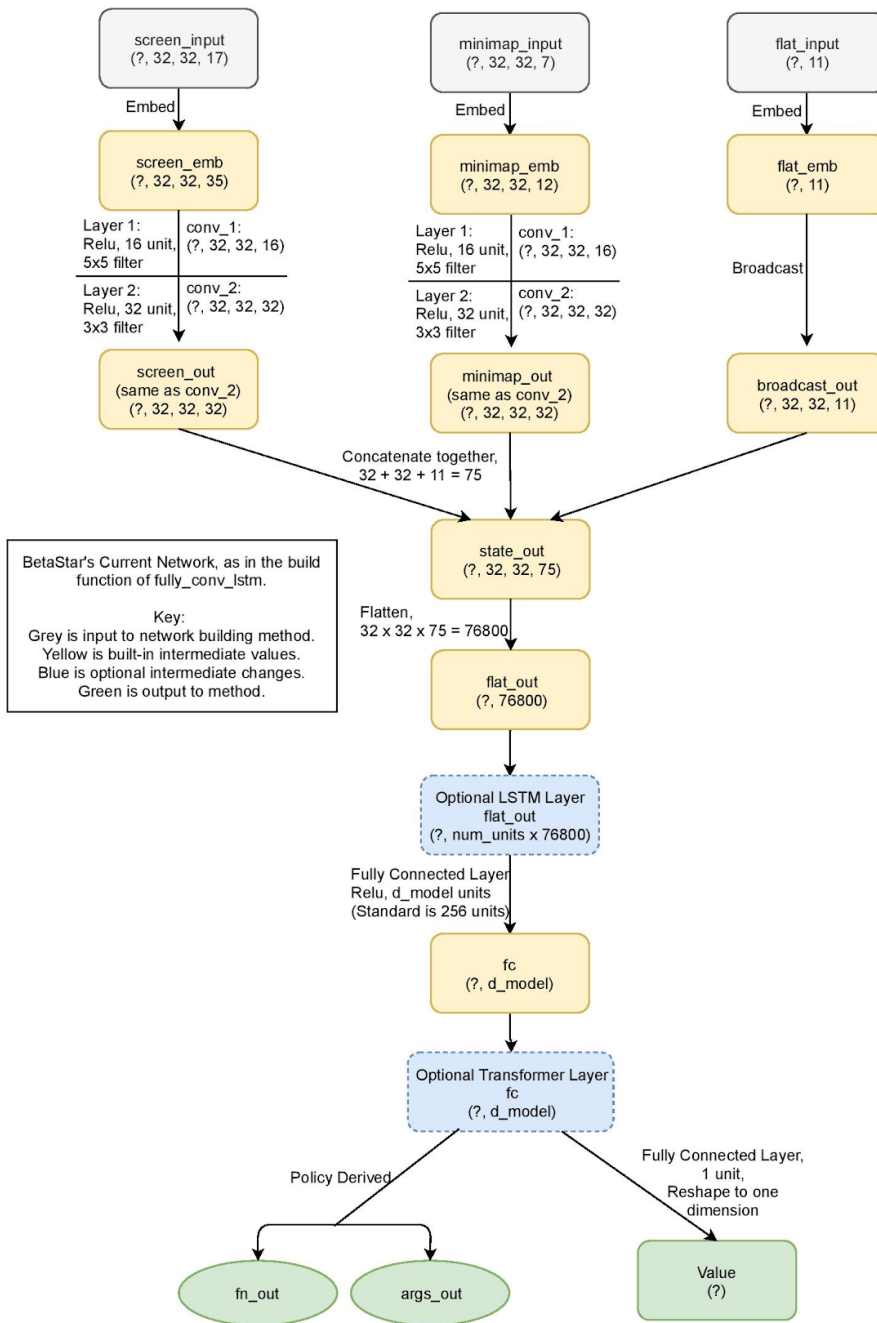 screen_input
(?, 32, 32, 17)
minimap_input
(?, 32, 32, 7)
flat_input
(?, 11)
Embed
Embed
Embed
screen_emb
(?, 32, 32, 35)
minimap_emb
(?, 32, 32, 12)
flat_emb
(?, 11)
Layer 1:
Relu, 16 unit,
5x5 filter
conv_1:
(?, 32, 32, 16)
Layer 2:
Relu, 32 unit,
3x3 filter
conv_2:
(?, 32, 32, 32)
Layer 1:
Relu, 16 unit,
5x5 filter
conv_1:
(?, 32, 32, 16)
Layer 2:
Relu, 32 unit,
3x3 filter
conv_2:
(?, 32, 32, 32)
Broadcast
screen_out
(same as conv_2)
(?, 32, 32, 32)
minimap_out
(same as conv_2)
(?, 32, 32, 32)
broadcast_out
(?, 32, 32, 11)
Concatenate together,
32 + 32 + 11 = 75
state_out
(?, 32, 32, 75)
BetaStar's Current Network, as in the build
function of fully_conv_lstm.
Key:
Grey is input to network building method.
Yellow is built-in intermediate values.
Blue is optional intermediate changes.
Green is output to method.
Flatten,
32 x 32 x 75 = 76800
flat_out
(?, 76800)
Optional LSTM Layer
flat_out
(?, num_units x 76800)
Fully Connected Layer
Relu, d_model units
(Standard is 256 units)
fc
(?, d_model)
Optional Transformer Layer
fc
(?, d_model)
Policy Derived
Fully Connected Layer,
1 unit,
Reshape to one
dimension
fn_out
args_out
Value
(?)